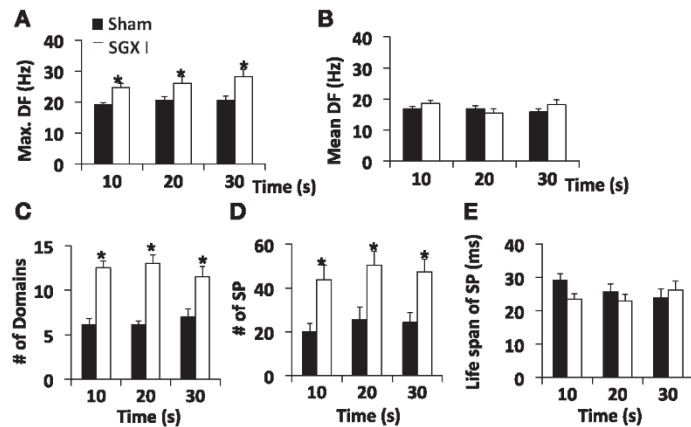 A
Sham
SGX I
Max. DF (Hz)
40
30
20
10
0
* * *
10 20 30 Time (s)
B
Mean DF (Hz)
40
30
20
10
0
10 20 30 Time (s)
C
# of Domains
15
10
5
0
* * *
10 20 30
Time (s)
D
# of SP
60
40
20
0
* * *
10 20 30
Time (s)
E
Life span of SP (ms)
40
30
20
10
0
10 20 30
Time (s)